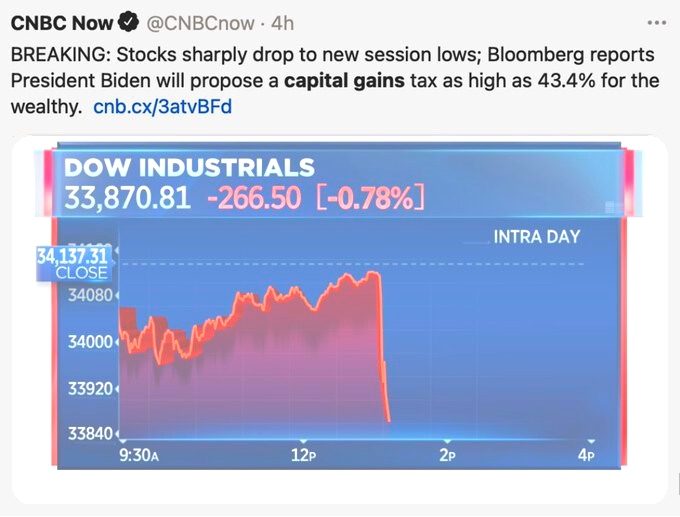 CNBC Now @CNBCnow · 4h
BREAKING: Stocks sharply drop to new session lows; Bloomberg reports
President Biden will propose a capital gains tax as high as 43.4% for the
wealthy. cnb.cx/3atvBFd
DOW INDUSTRIALS
33,870.81 -266.50 [-0.78%]
INTRA DAY
34,137.31
CLOSE
34080
34000
33920
33840
9:30A 12P 2P 4P